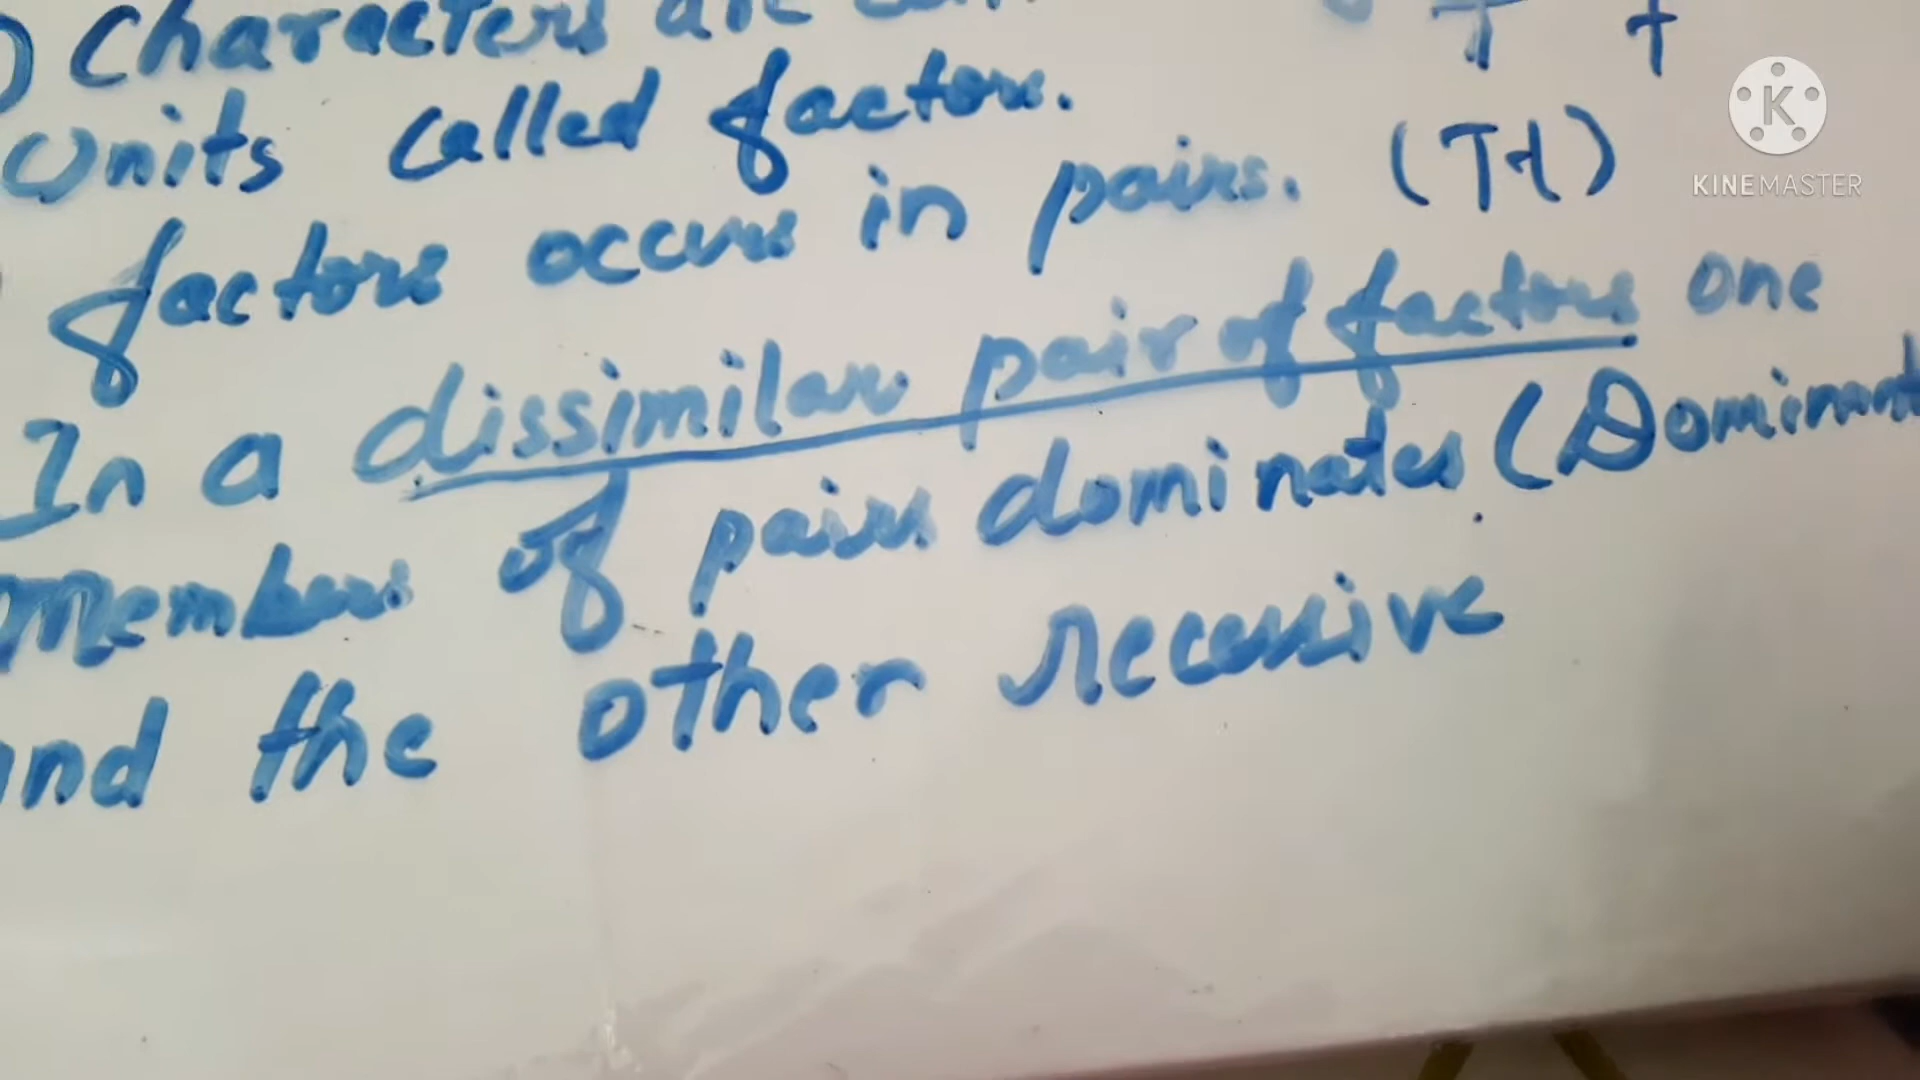 Characters are
T t
units called factors.
factors occurs in pairs. (Tt)
In a dissimilar pair of factors one
Members of pairs dominates (Dominant
and the other recessive
K
KINEMASTER